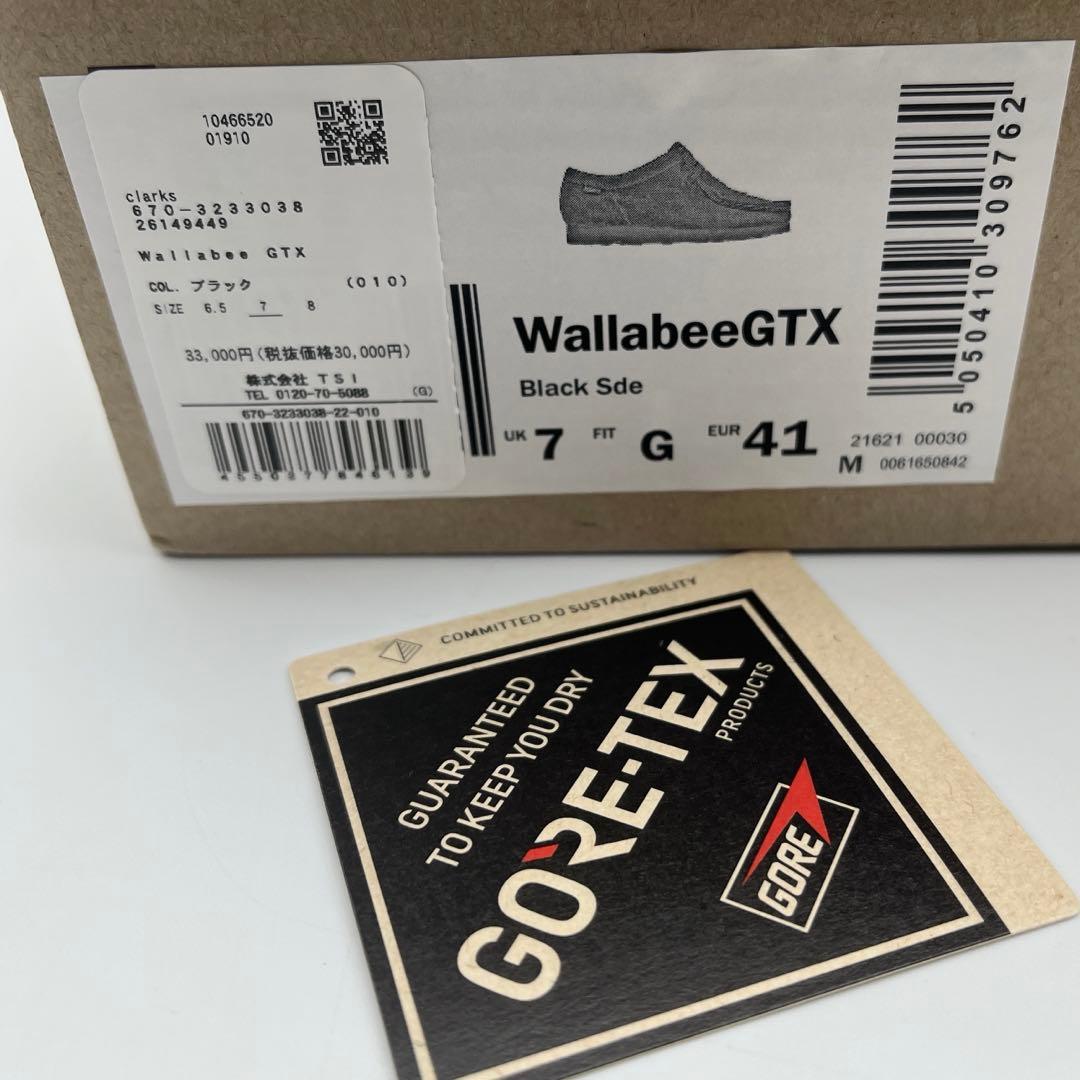 10466520
01910
clarks
670-3233038
26149449
Wallabee GTX
COL. ブラック (010)
SIZE 6.5 7 8
33,000円(税抜価格30,000円)
株式会社 TSI
TEL 0120-70-5088 (G)
670-3233038-22-010
WallabeeGTX
Black Sde
UK 7 FIT G EUR 41
21621 00030
M 0061650842
5 050410 309762
COMMITTED TO SUSTAINABILITY
GUARANTEED
TO KEEP YOU DRY
GORE-TEX
PRODUCTS
GORE